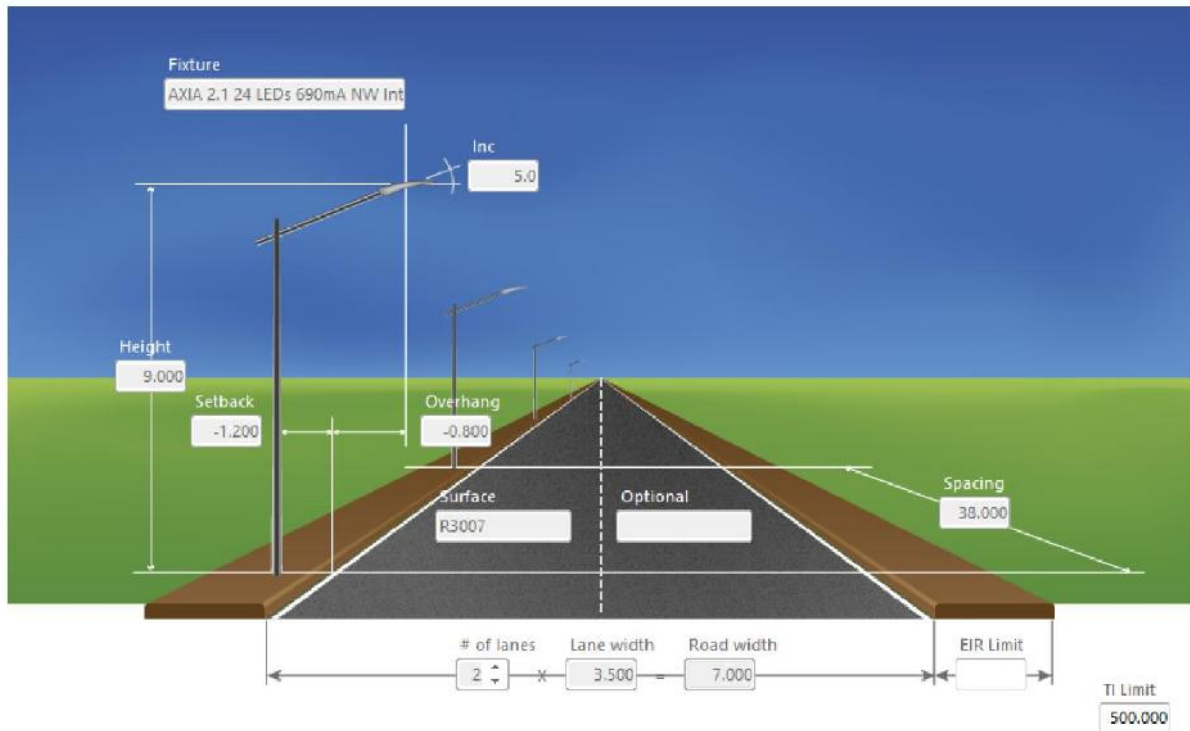 Fixture
AXIA 2.1 24 LEDs 690mA NW Int
Inc
5.0
Height
9.000
Setback
-1.200
Overhang
-0.800
Surface
R3007
Optional
Spacing
38.000
# of lanes
2
x
Lane width
3.500
=
Road width
7.000
EIR Limit
TI Limit
500.000